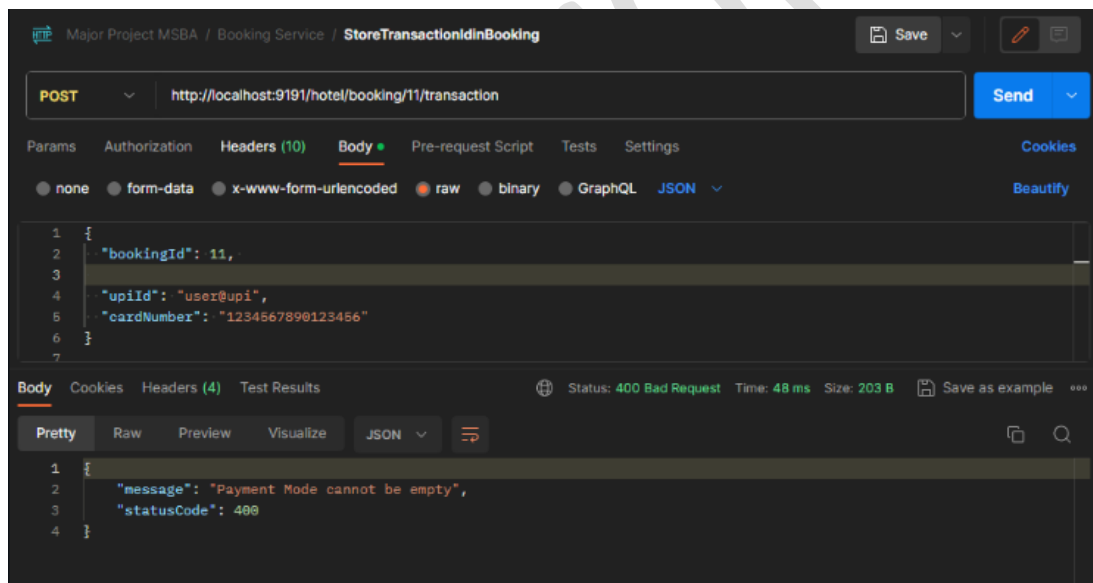 HTTP Major Project MSBA / Booking Service / StoreTransactionIdinBooking Save
POST http://localhost:9191/hotel/booking/11/transaction Send
Params Authorization Headers (10) Body Pre-request Script Tests Settings Cookies
none form-data x-www-form-urlencoded raw binary GraphQL JSON Beautify
1 {
2 "bookingId": 11,
3
4 "upiId": "user@upi",
5 "cardNumber": "1234567890123456"
6 }
7
Body Cookies Headers (4) Test Results Status: 400 Bad Request Time: 48 ms Size: 203 B Save as example
Pretty Raw Preview Visualize JSON
1 {
2 "message": "Payment Mode cannot be empty",
3 "statusCode": 400
4 }